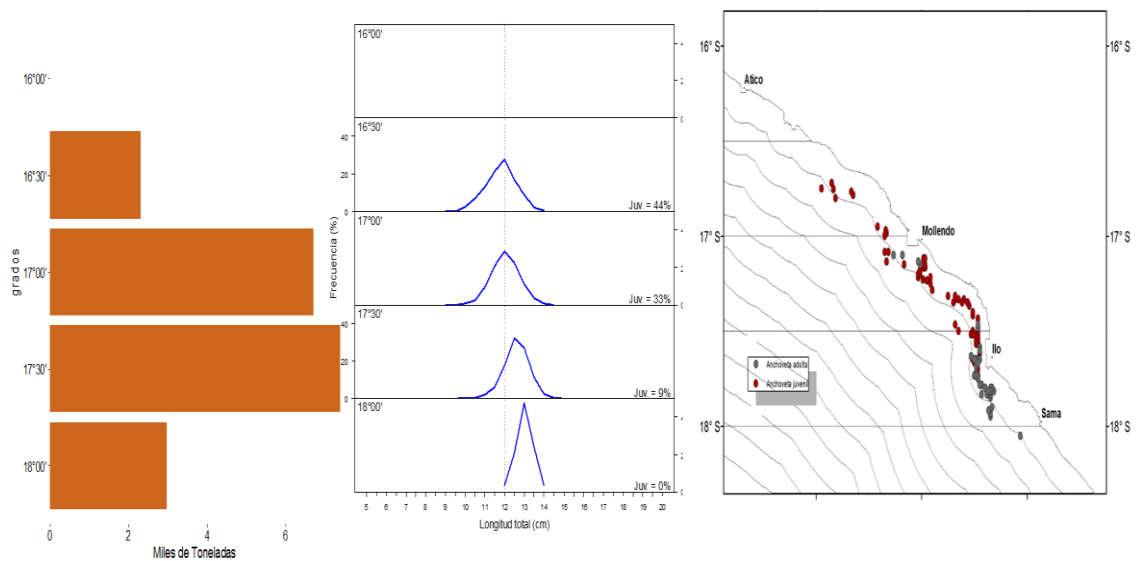 16°00'
16°30'
17°00'
17°30'
18°00'
grados
0 2 4 6
Miles de Toneladas
16°00'
16°30'
17°00'
17°30'
18°00'
Juv. = 44%
Juv. = 33%
Juv. = 9%
Juv. = 0%
0 20 40
0 20 40
Frecuencia (%)
5 6 7 8 9 10 11 12 13 14 15 16 17 18 19 20
Longitud total (cm)
16° S
17° S
18° S
Atico
Mollendo
Ilo
Sama
Anchoveta adulta
Anchoveta juvenil
16° S
17° S
18° S